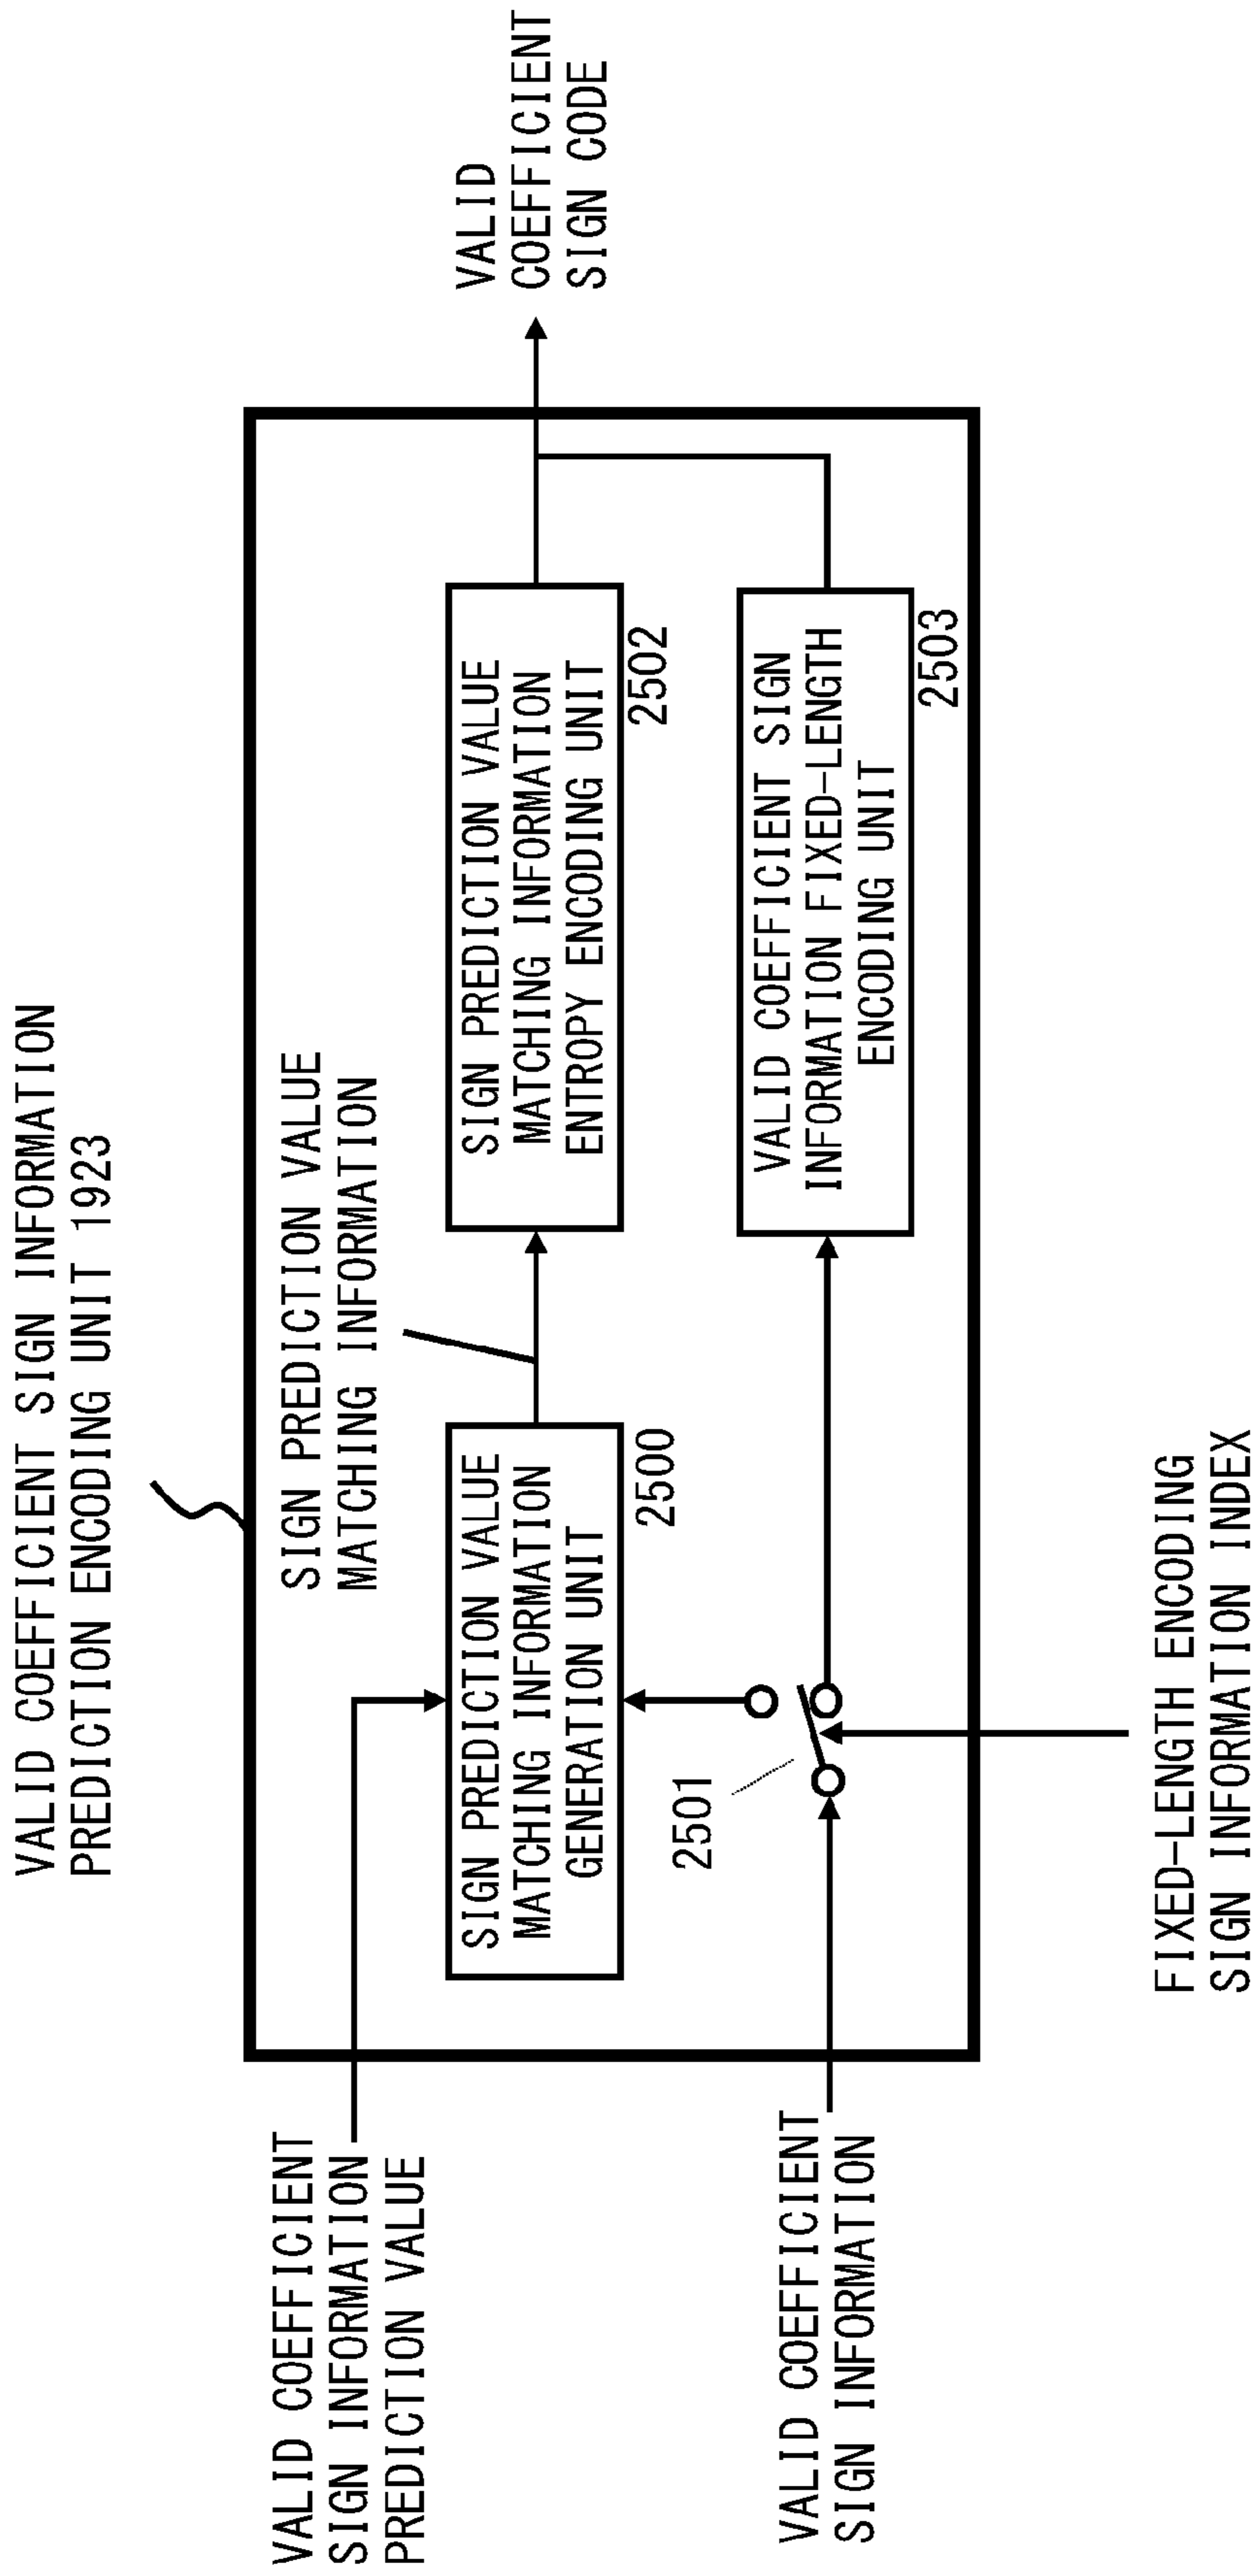 VALID COEFFICIENT SIGN INFORMATION
PREDICTION ENCODING UNIT 1923
VALID COEFFICIENT
SIGN INFORMATION
PREDICTION VALUE
SIGN PREDICTION VALUE
MATCHING INFORMATION
SIGN PREDICTION VALUE
MATCHING INFORMATION
GENERATION UNIT
2500
SIGN PREDICTION VALUE
MATCHING INFORMATION
ENTROPY ENCODING UNIT
2502
VALID
COEFFICIENT
SIGN CODE
2501
VALID COEFFICIENT
SIGN INFORMATION
VALID COEFFICIENT SIGN
INFORMATION FIXED-LENGTH
ENCODING UNIT
2503
FIXED-LENGTH ENCODING
SIGN INFORMATION INDEX